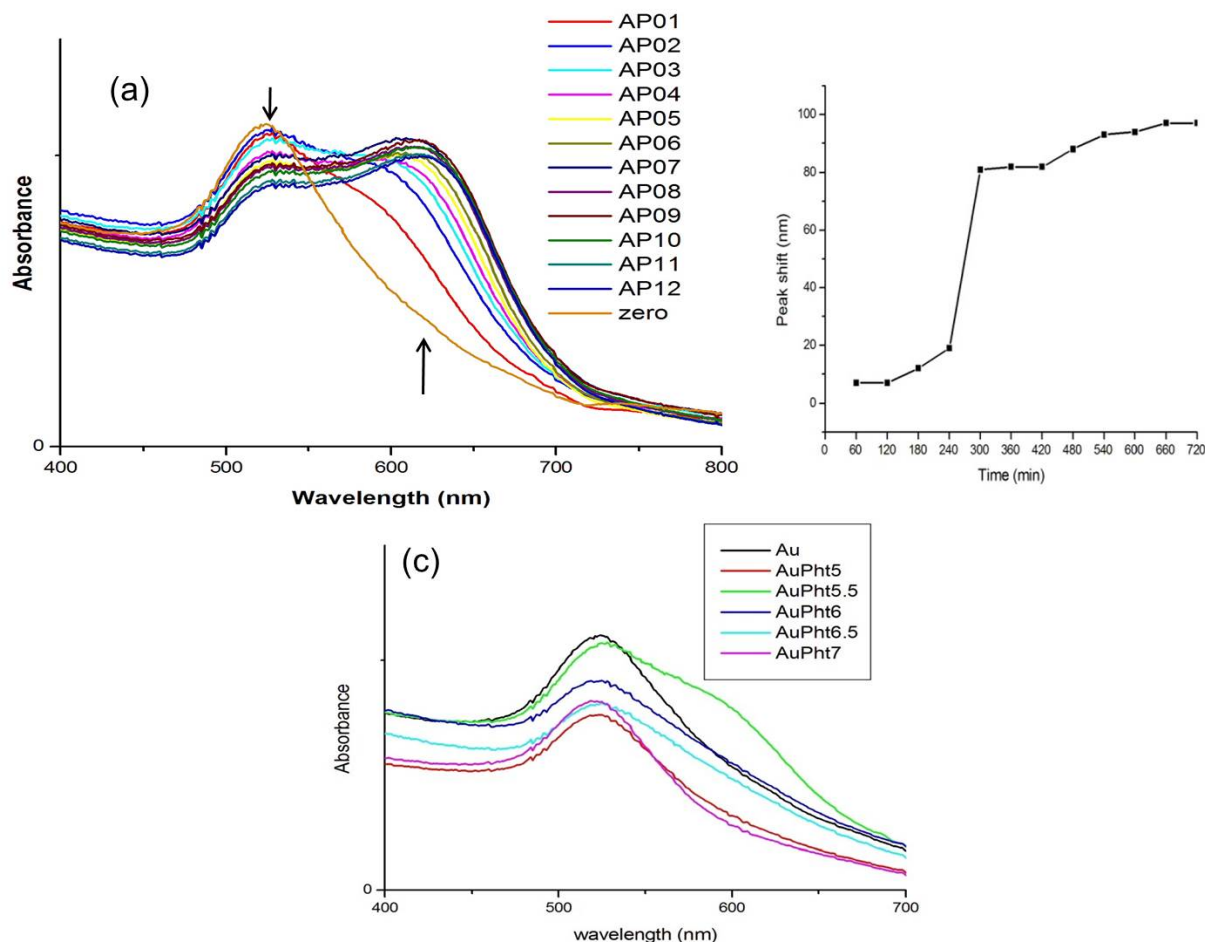 (a)
AP01
AP02
AP03
AP04
AP05
AP06
AP07
AP08
AP09
AP10
AP11
AP12
zero
Absorbance
0
400 500 600 700 800
Wavelength (nm)
100
80
60
40
20
0
Peak shift (nm)
0 60 120 180 240 300 360 420 480 540 600 660 720
Time (min)
(c)
Au
AuPht5
AuPht5.5
AuPht6
AuPht6.5
AuPht7
Absorbance
0
400 500 600 700
wavelength (nm)